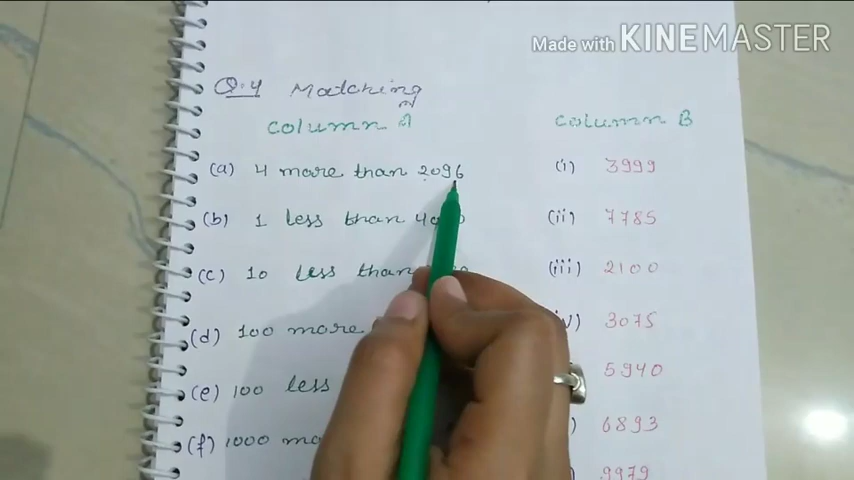 Made with KINEMASTER
Q.4 Matching
Column A Column B
(a) 4 more than 2096 (i) 3999
(b) 1 less than (ii) 7785
(c) 10 less than (iii) 2100
(d) 100 more 3075
(e) 100 less 5940
(f) 1000 6893
9979